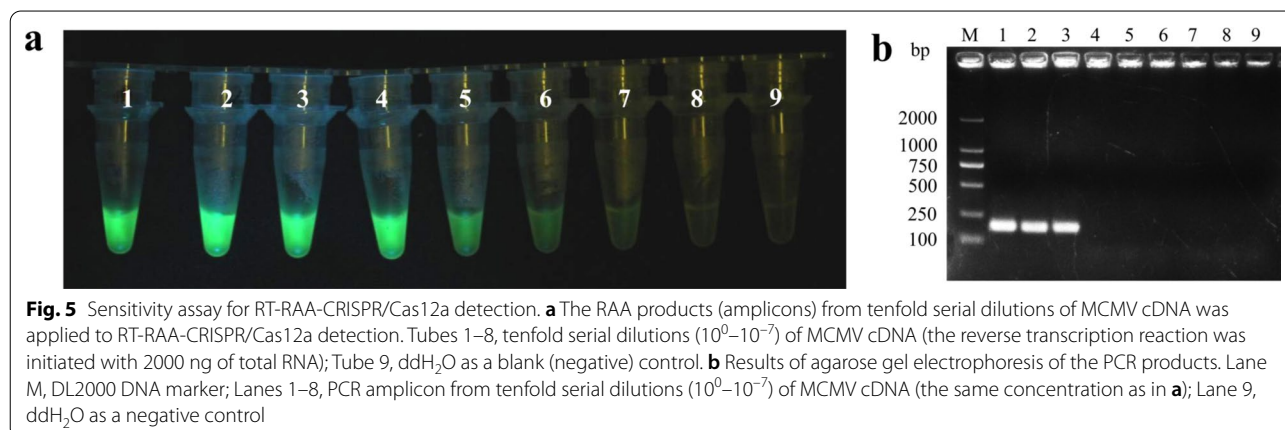 a
1 2 3 4 5 6 7 8 9
b
bp
M 1 2 3 4 5 6 7 8 9
2000
1000
750
500
250
100
Fig. 5 Sensitivity assay for RT-RAA-CRISPR/Cas12a detection. a The RAA products (amplicons) from tenfold serial dilutions of MCMV cDNA was
applied to RT-RAA-CRISPR/Cas12a detection. Tubes 1–8, tenfold serial dilutions (10⁰–10⁻⁷) of MCMV cDNA (the reverse transcription reaction was
initiated with 2000 ng of total RNA); Tube 9, ddH₂O as a blank (negative) control. b Results of agarose gel electrophoresis of the PCR products. Lane
M, DL2000 DNA marker; Lanes 1–8, PCR amplicon from tenfold serial dilutions (10⁰–10⁻⁷) of MCMV cDNA (the same concentration as in a); Lane 9,
ddH₂O as a negative control